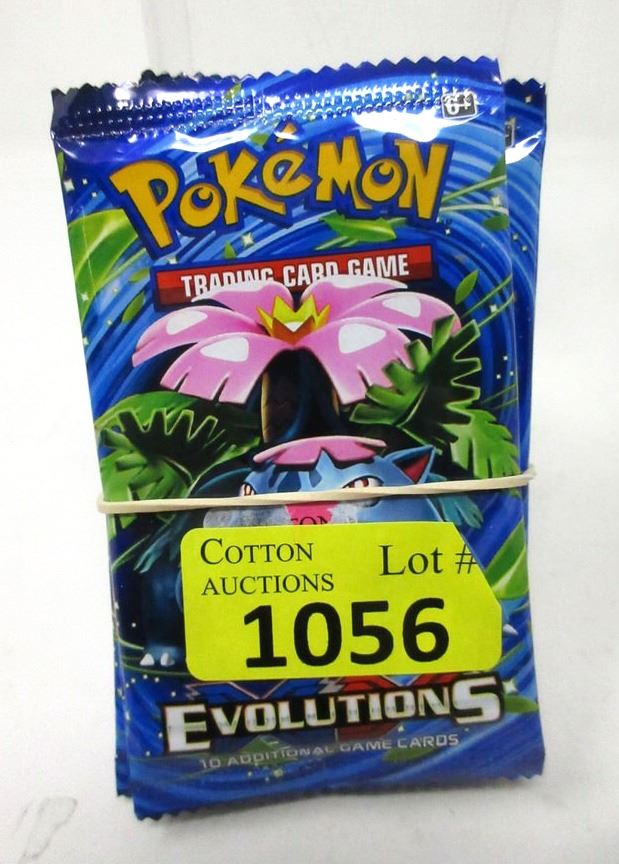 6+
POKéMON
TRADING CARD GAME
COTTON Lot #
AUCTIONS
1056
EVOLUTIONS
10 ADDITIONAL GAME CARDS